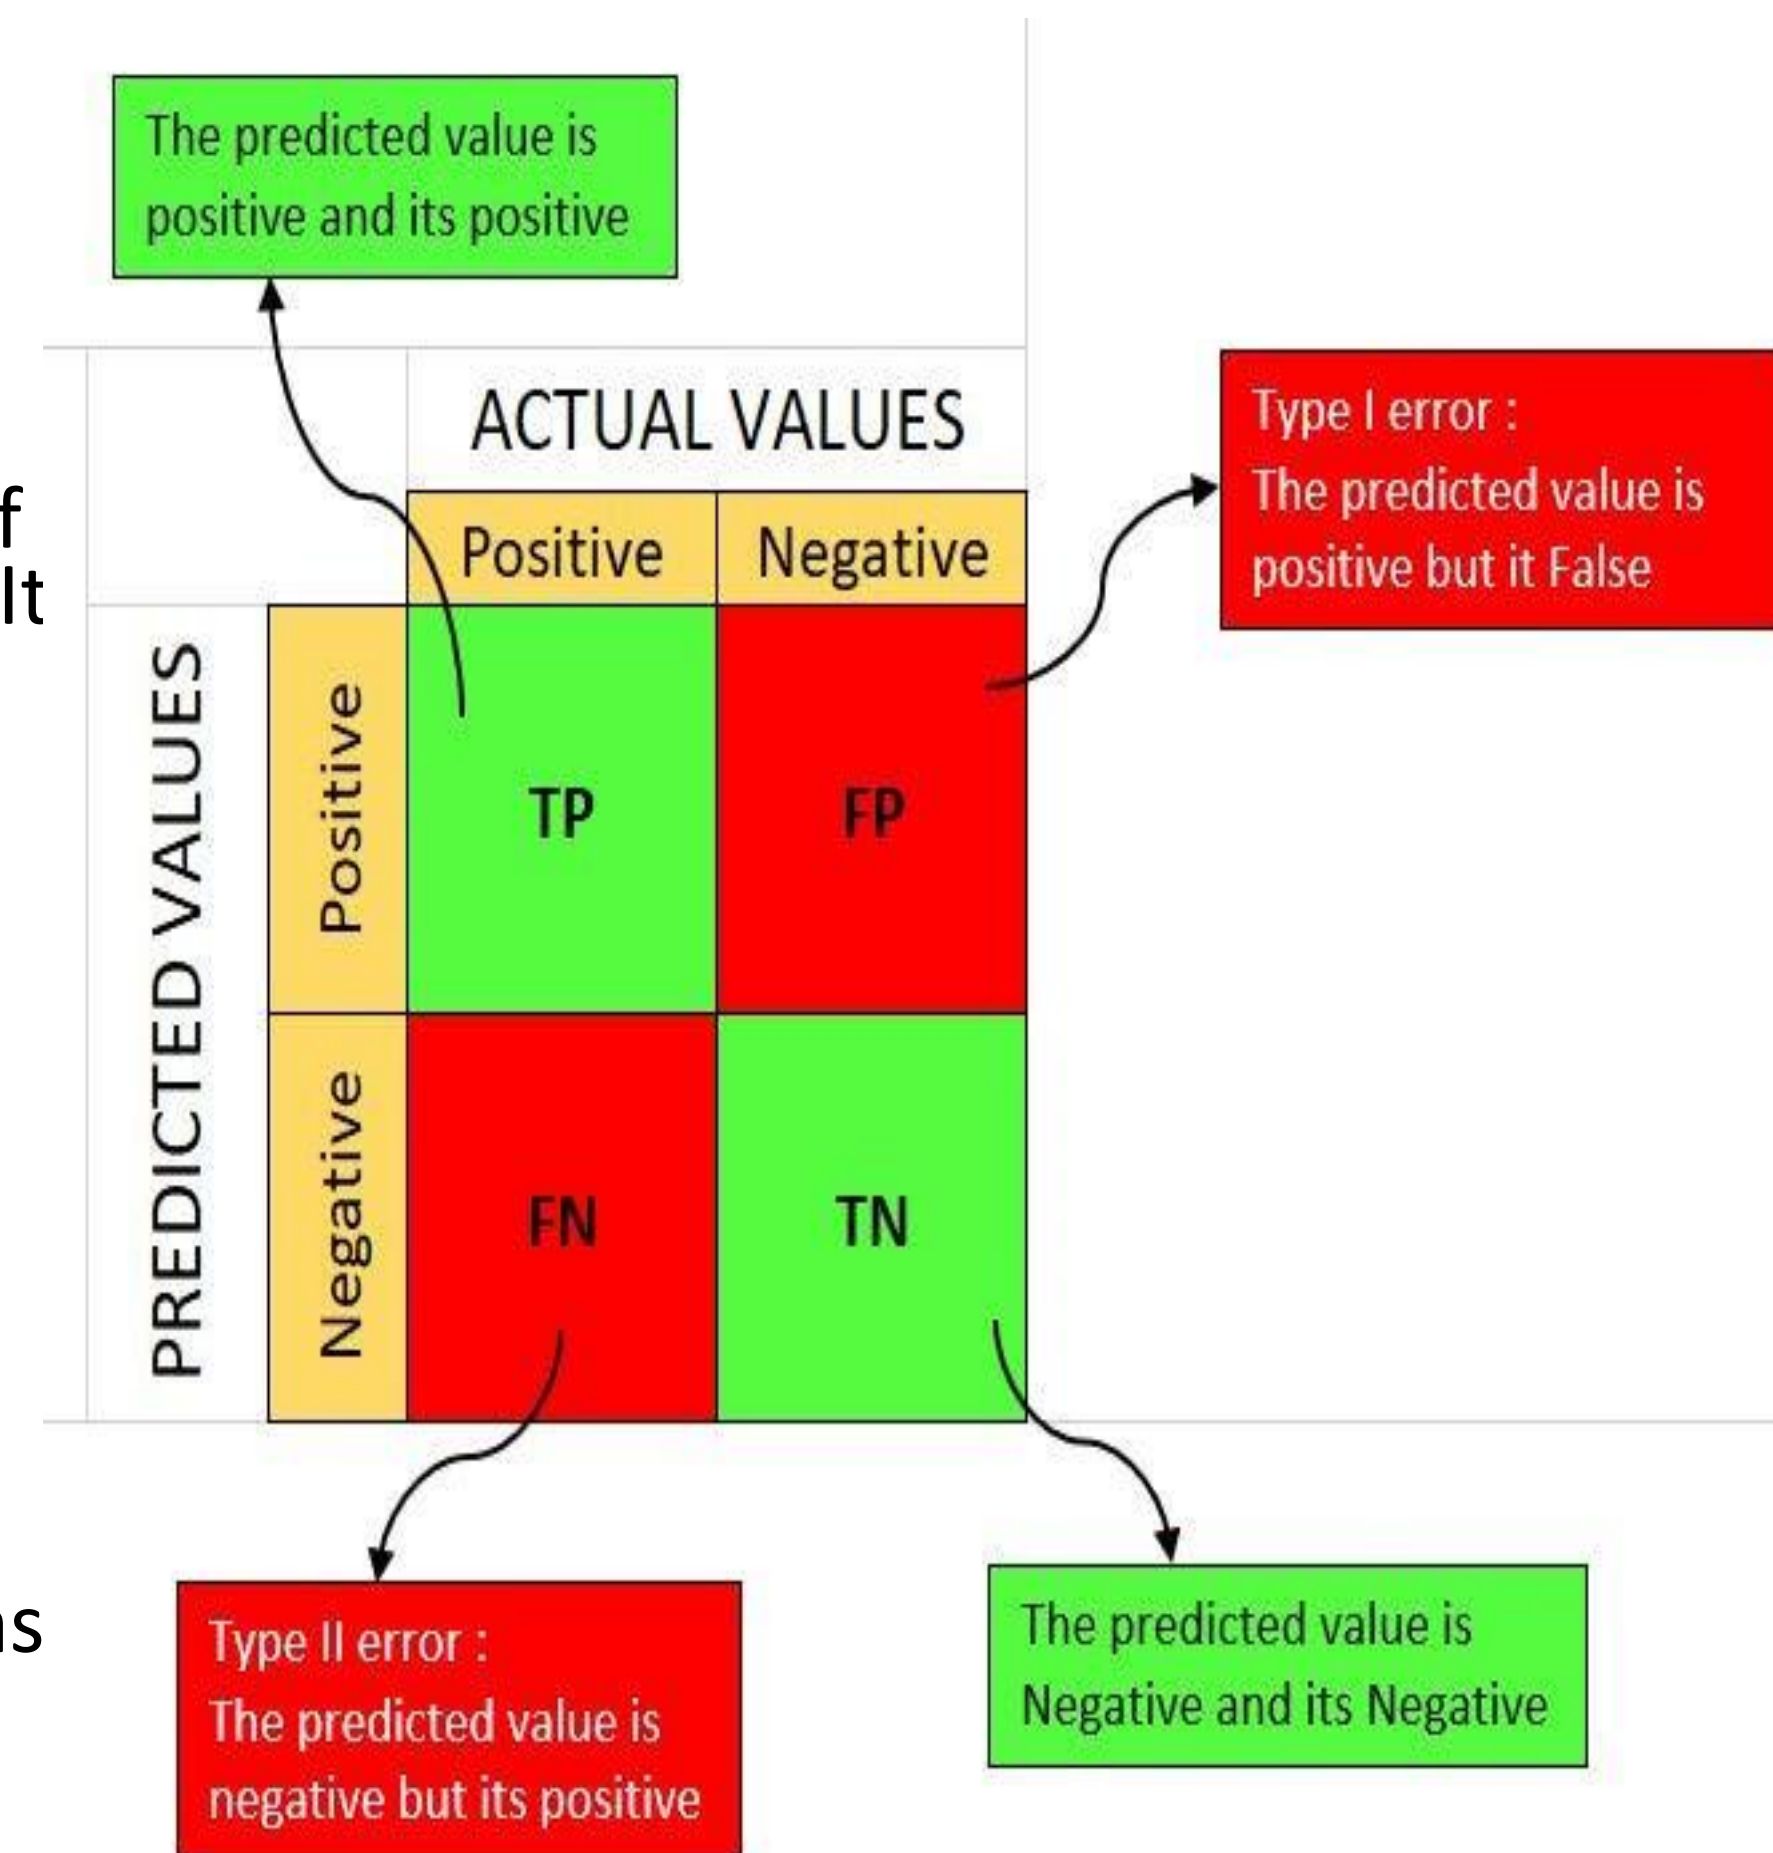 The predicted value is
positive and its positive
ACTUAL VALUES
Type I error :
The predicted value is
positive but it False
Positive
Negative
PREDICTED VALUES
Positive
TP
FP
Negative
FN
TN
Type II error :
The predicted value is
negative but its positive
The predicted value is
Negative and its Negative